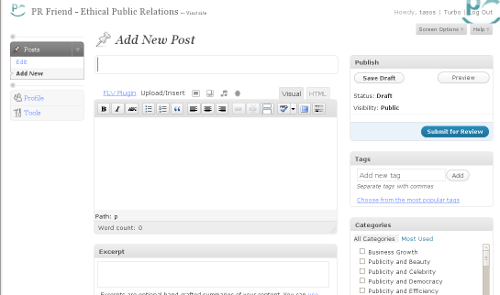 PR Friend – Ethical Public Relations ← Visit site
Howdy, tasos | Turbo | Log Out
Screen Options Help
Posts
Edit
Add New
Profile
Tools
Add New Post
FLV Plugin Upload/Insert
Visual HTML
B I ABC
Path: p
Word count: 0
Excerpt
Excerpts are optional hand-crafted summaries of your content. You can use
Publish
Save Draft Preview
Status: Draft
Visibility: Public
Submit for Review
Tags
Add new tag Add
Separate tags with commas
Choose from the most popular tags
Categories
All Categories Most Used
Business Growth
Publicity and Beauty
Publicity and Celebrity
Publicity and Democracy
Publicity and Efficiency